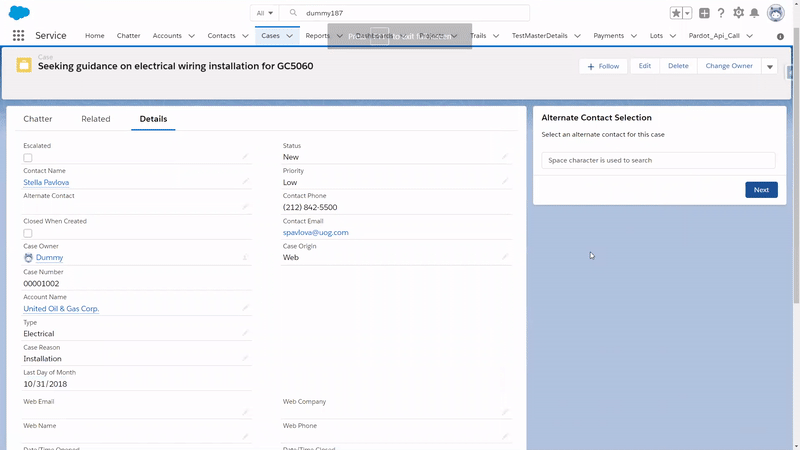 All
dummy187
Service
Home
Chatter
Accounts
Contacts
Cases
Reports
Dashboards
Projects
Trails
TestMasterDetails
Payments
Lots
Pardot_Api_Call
Case
Seeking guidance on electrical wiring installation for GC5060
Follow
Edit
Delete
Change Owner
Chatter
Related
Details
Escalated
Status
New
Contact Name
Stella Pavlova
Priority
Low
Alternate Contact
Contact Phone
(212) 842-5500
Closed When Created
Contact Email
spavlova@uog.com
Case Owner
Dummy
Case Origin
Web
Case Number
00001002
Account Name
United Oil & Gas Corp.
Type
Electrical
Case Reason
Installation
Last Day of Month
10/31/2018
Web Email
Web Company
Web Name
Web Phone
Date/Time Opened
Date/Time Closed
Alternate Contact Selection
Select an alternate contact for this case
Space character is used to search
Next